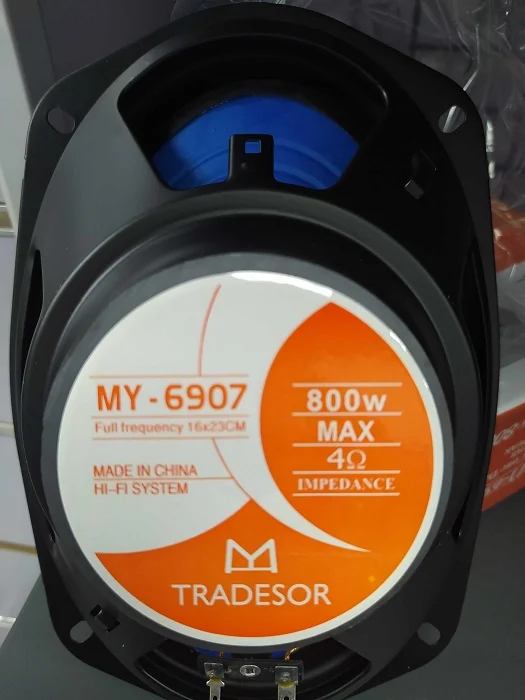 MY-6907
Full frequency 16x23CM
MADE IN CHINA
HI-FI SYSTEM
800w
MAX
4Ω
IMPEDANCE
TRADESOR